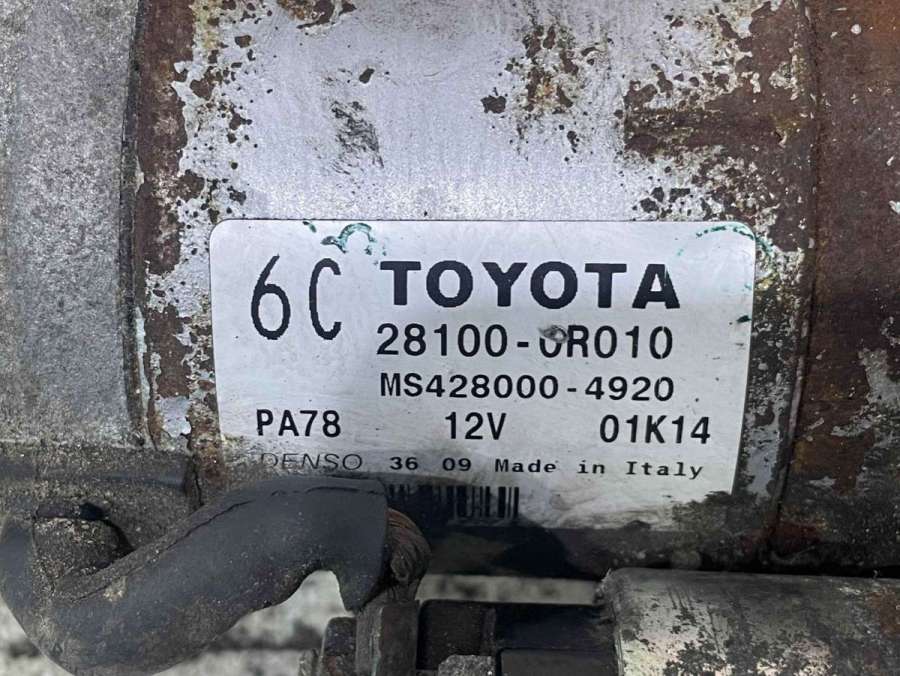 6C TOYOTA
28100-0R010
MS428000-4920
PA78 12V 01K14
DENSO 36 09 Made in Italy